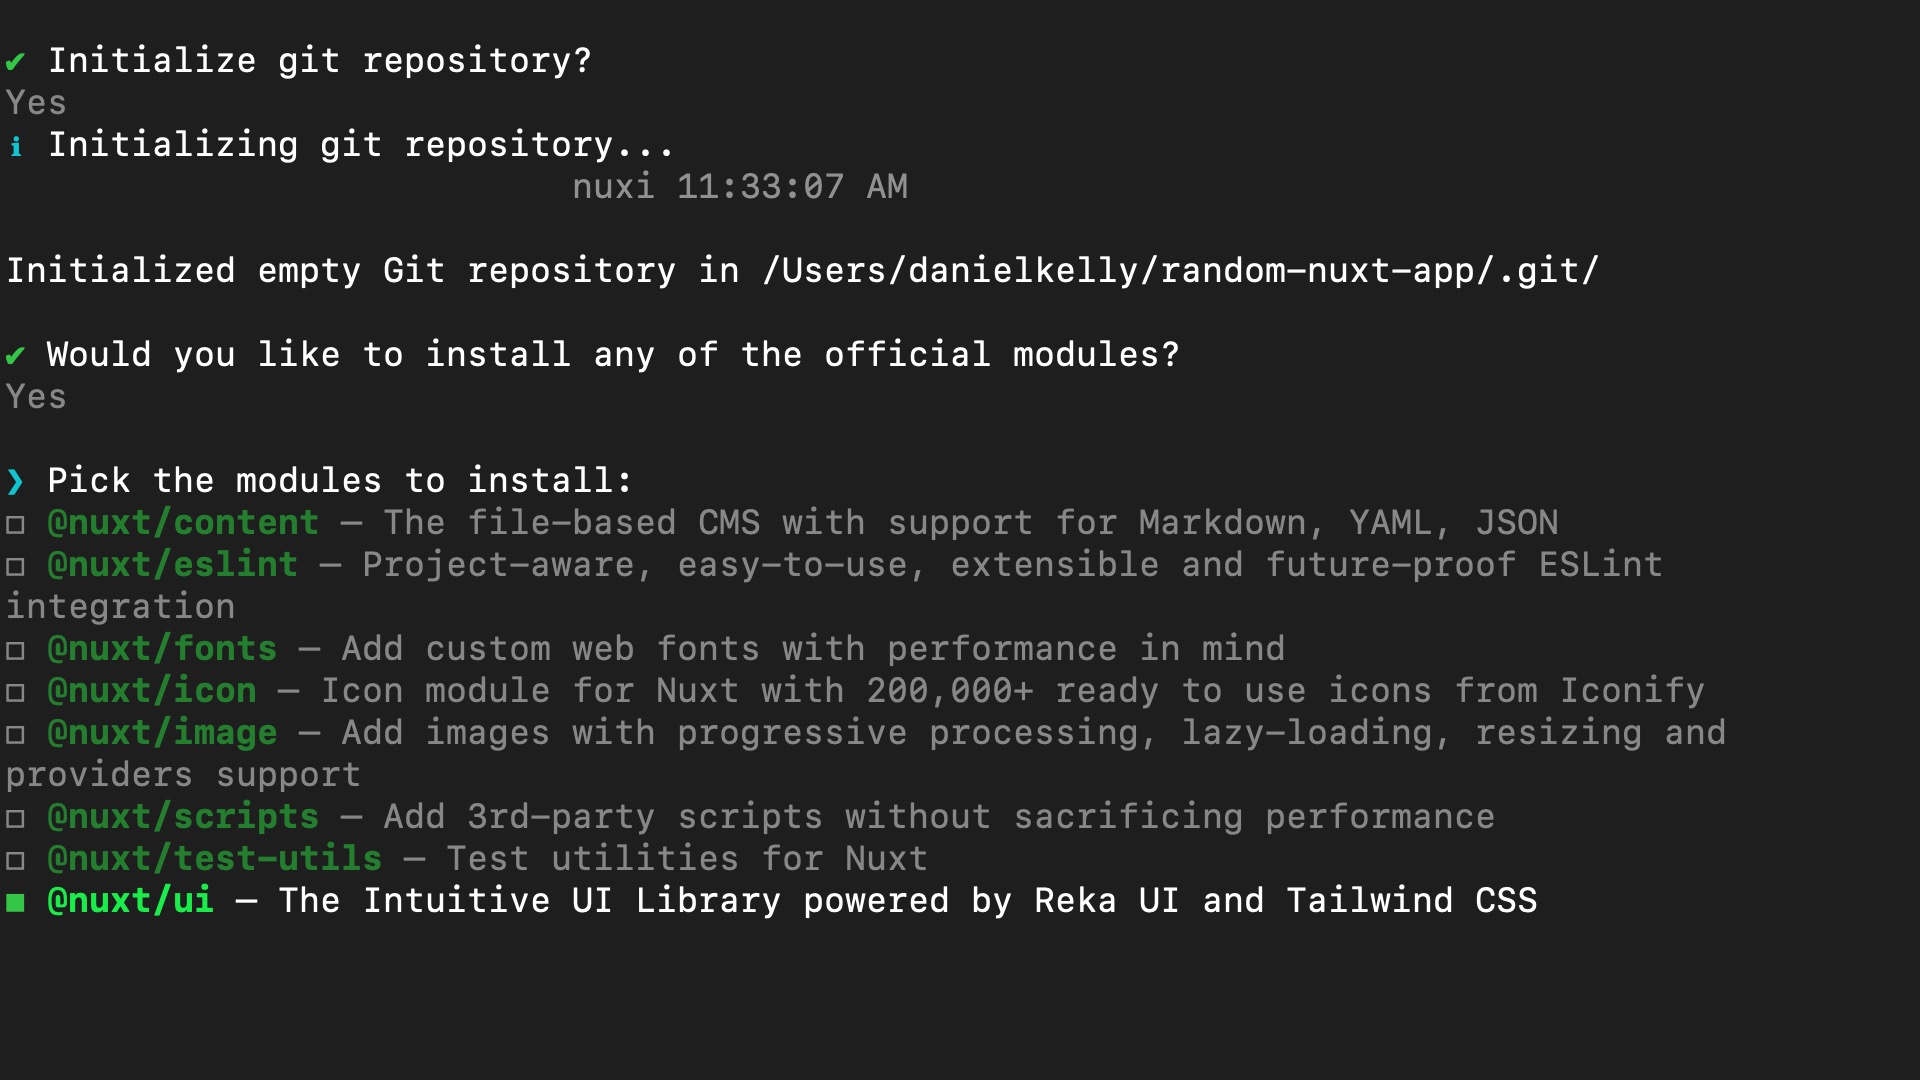 ✔ Initialize git repository?
Yes
ℹ Initializing git repository...
nuxi 11:33:07 AM
Initialized empty Git repository in /Users/danielkelly/random-nuxt-app/.git/
✔ Would you like to install any of the official modules?
Yes
❯ Pick the modules to install:
◻ @nuxt/content – The file-based CMS with support for Markdown, YAML, JSON
◻ @nuxt/eslint – Project-aware, easy-to-use, extensible and future-proof ESLint
integration
◻ @nuxt/fonts – Add custom web fonts with performance in mind
◻ @nuxt/icon – Icon module for Nuxt with 200,000+ ready to use icons from Iconify
◻ @nuxt/image – Add images with progressive processing, lazy-loading, resizing and
providers support
◻ @nuxt/scripts – Add 3rd-party scripts without sacrificing performance
◻ @nuxt/test-utils – Test utilities for Nuxt
◼ @nuxt/ui – The Intuitive UI Library powered by Reka UI and Tailwind CSS